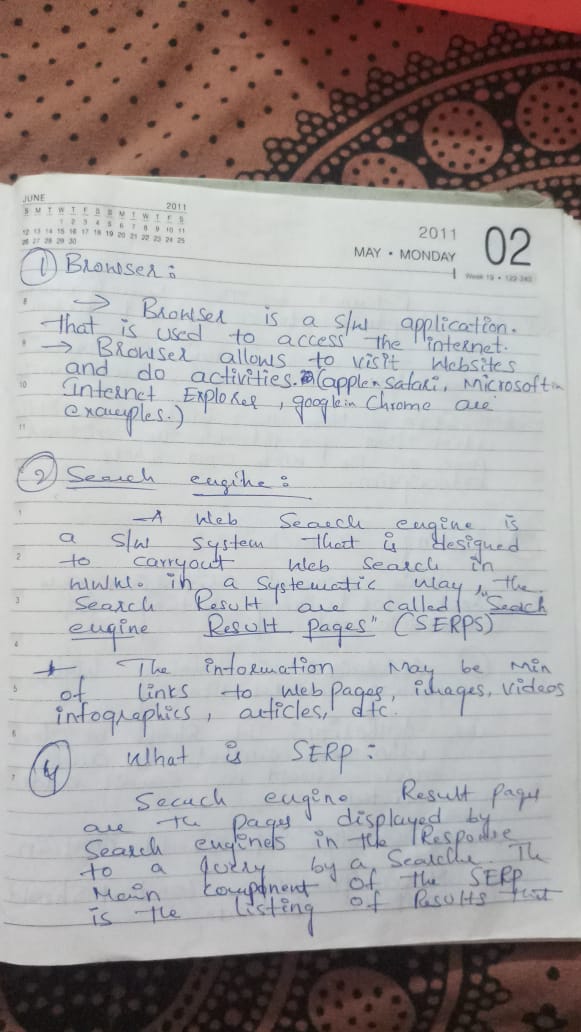 JUNE
2011
S M T W T F S S M T W T F S
1 2 3 4 5 6 7 8 9 10 11
12 13 14 15 16 17 18 19 20 21 22 23 24 25
26 27 28 29 30
2011
MAY • MONDAY
02
Week 19 • 122-243
① Browser :
8
→ Browser is a s/w application.
that is used to access the internet.
9
→ Browser allows to visit websites
and do activities. (apple n safari, Microsoft in
10
Internet Explorer, google in Chrome are
examples.)
11
② Search engine :
1
→ A Web Search engine is
a s/w system that is designed
2
to carryout web search in
www. in a systematic way, "the
3
Search Result are called Seach
engine Result pages" (SERPS)
4
The information May be Min
5
of links to web pages, images, videos
infographics, articles, etc.
6
④ What is SERP :
7
Search engine Result pages
are the pages displayed by
Search engines in the Response
to a query by a Searche. The
Main component of the SERP
is the listing of Results that